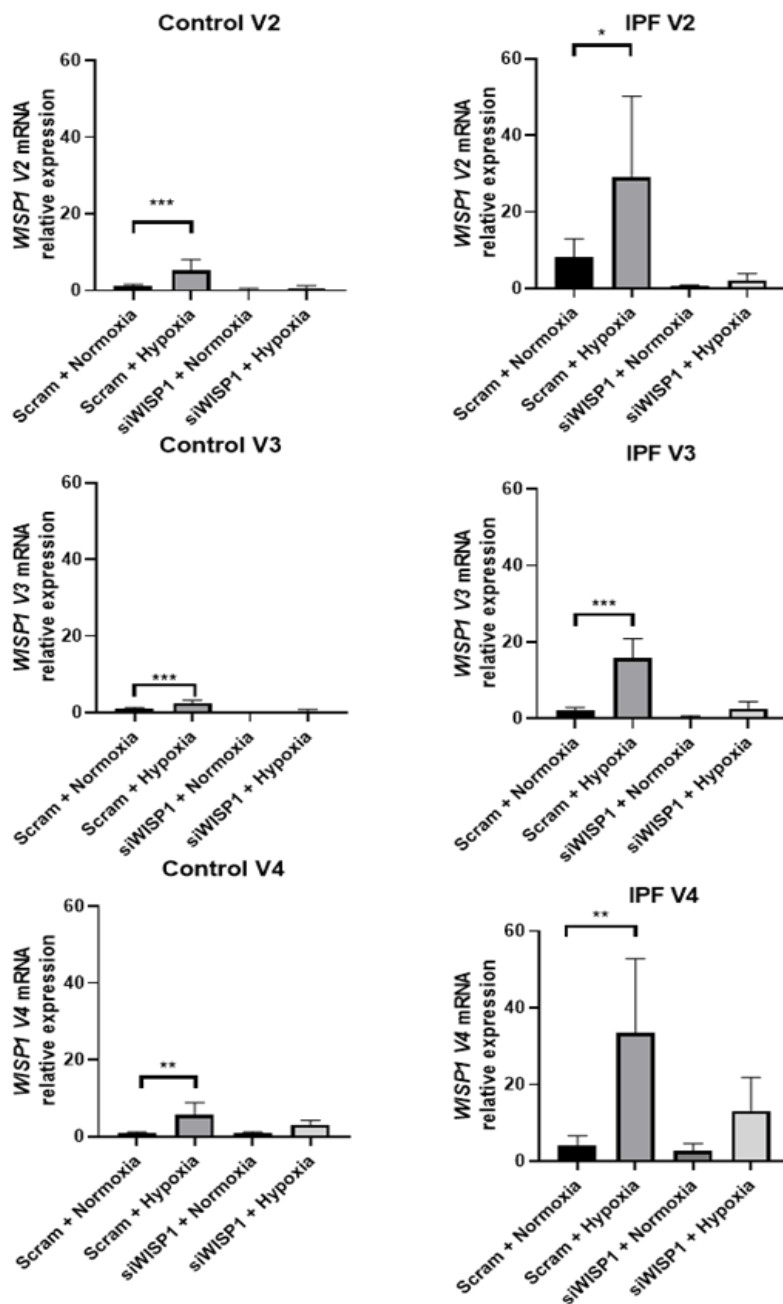 Control V2
WISP1 V2 mRNA
relative expression
60
40
20
0
***
Scram + Normoxia
Scram + Hypoxia
siWISP1 + Normoxia
siWISP1 + Hypoxia
IPF V2
WISP1 V2 mRNA
relative expression
60
40
20
0
*
Scram + Normoxia
Scram + Hypoxia
siWISP1 + Normoxia
siWISP1 + Hypoxia
Control V3
WISP1 V3 mRNA
relative expression
60
40
20
0
***
Scram + Normoxia
Scram + Hypoxia
siWISP1 + Normoxia
siWISP1 + Hypoxia
IPF V3
WISP1 V3 mRNA
relative expression
60
40
20
0
***
Scram + Normoxia
Scram + Hypoxia
siWISP1 + Normoxia
siWISP1 + Hypoxia
Control V4
WISP1 V4 mRNA
relative expression
60
40
20
0
**
Scram + Normoxia
Scram + Hypoxia
siWISP1 + Normoxia
siWISP1 + Hypoxia
IPF V4
WISP1 V4 mRNA
relative expression
60
40
20
0
**
Scram + Normoxia
Scram + Hypoxia
siWISP1 + Normoxia
siWISP1 + Hypoxia